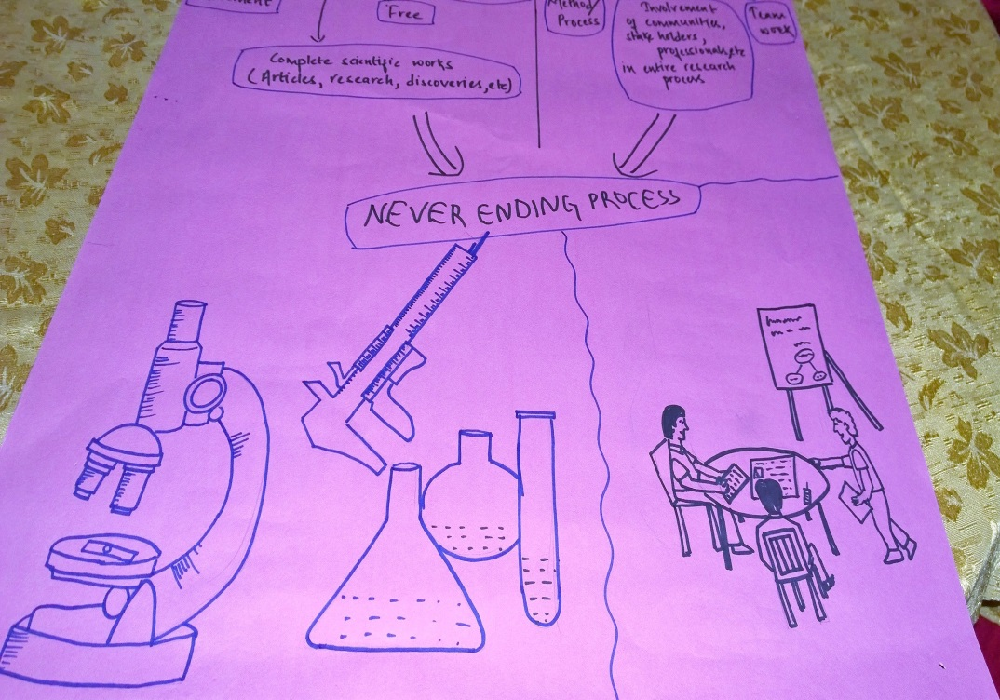 Free
Complete scientific works
(Articles, research, discoveries, etc)
Method/
Process
Involvement
of communities,
stake holders,
professionals, etc
in entire research
process
Team
work
NEVER ENDING PROCESS